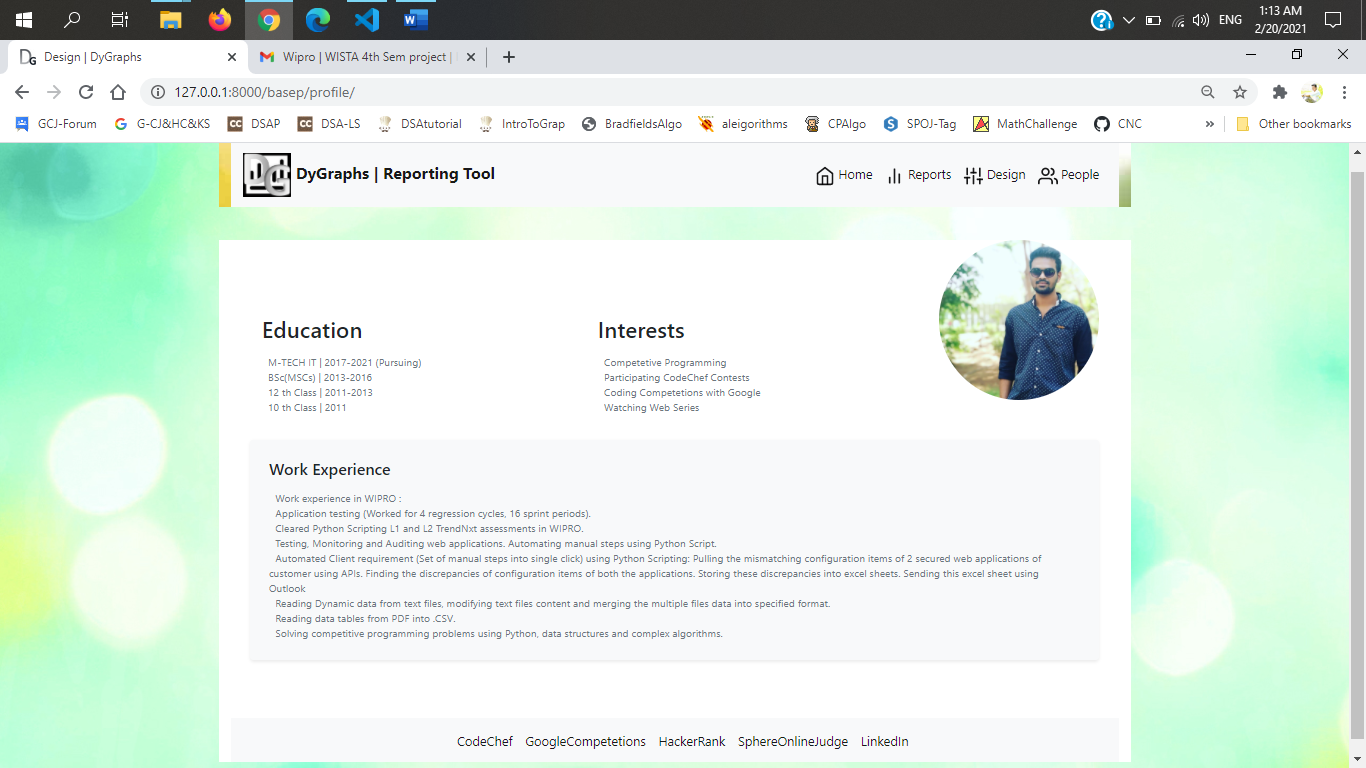 ENG
1:13 AM
2/20/2021
Design | DyGraphs
Wipro | WISTA 4th Sem project |
127.0.0.1:8000/basep/profile/
GCJ-Forum G-CJ&HC&KS DSAP DSA-LS DSAtutorial IntroToGrap BradfieldsAlgo aleigorithms CPAlgo SPOJ-Tag MathChallenge CNC » Other bookmarks
DyGraphs | Reporting Tool
Home Reports Design People
Education
M-TECH IT | 2017-2021 (Pursuing)
BSc(MSCs) | 2013-2016
12 th Class | 2011-2013
10 th Class | 2011
Interests
Competetive Programming
Participating CodeChef Contests
Coding Competetions with Google
Watching Web Series
Work Experience
Work experience in WIPRO :
Application testing (Worked for 4 regression cycles, 16 sprint periods).
Cleared Python Scripting L1 and L2 TrendNxt assessments in WIPRO.
Testing, Monitoring and Auditing web applications. Automating manual steps using Python Script.
Automated Client requirement (Set of manual steps into single click) using Python Scripting: Pulling the mismatching configuration items of 2 secured web applications of
customer using APIs. Finding the discrepancies of configuration items of both the applications. Storing these discrepancies into excel sheets. Sending this excel sheet using
Outlook
Reading Dynamic data from text files, modifying text files content and merging the multiple files data into specified format.
Reading data tables from PDF into .CSV.
Solving competitive programming problems using Python, data structures and complex algorithms.
CodeChef GoogleCompetetions HackerRank SphereOnlineJudge LinkedIn